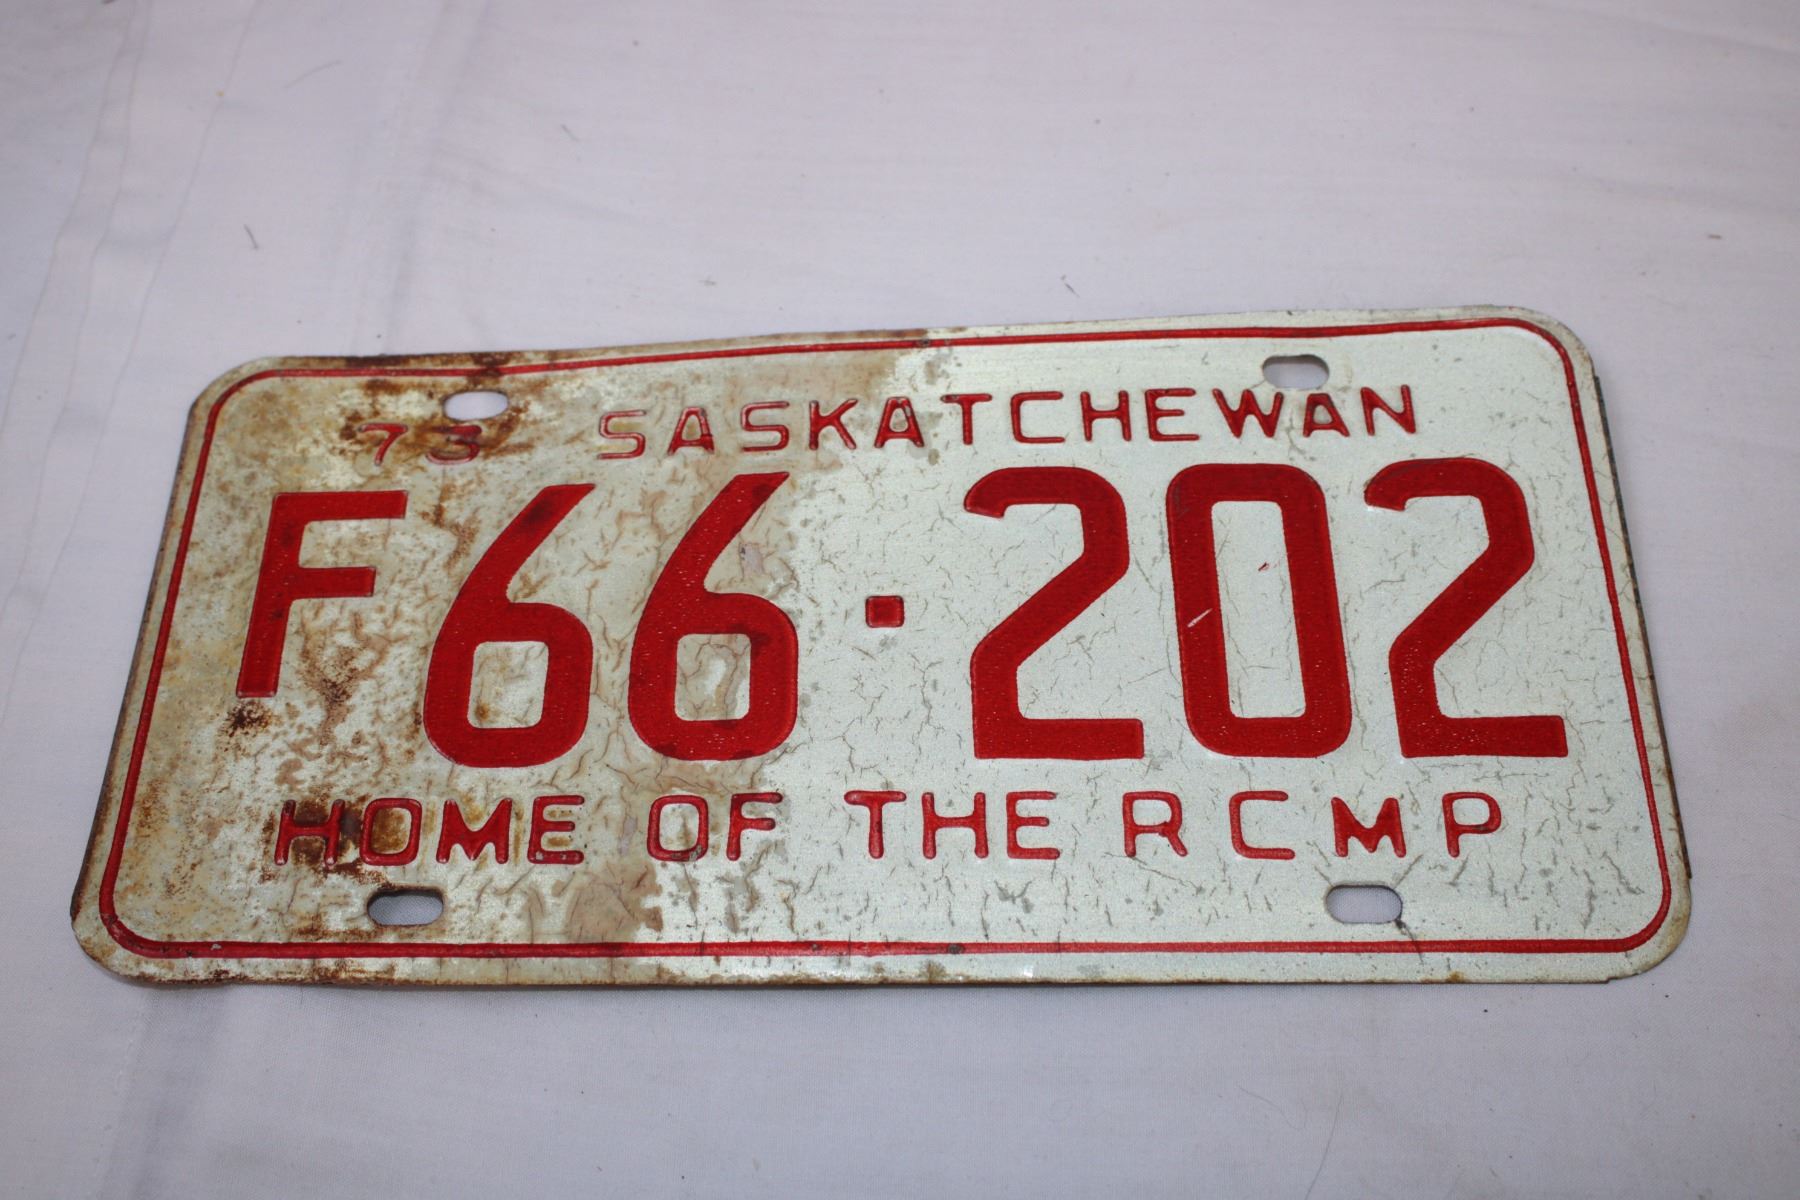 73 SASKATCHEWAN
F66·202
HOME OF THE RCMP